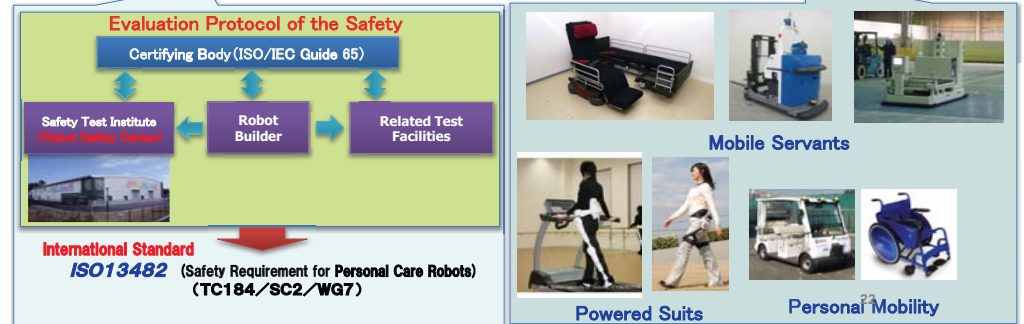 Evaluation Protocol of the Safety
Certifying Body(ISO/IEC Guide 65)
Safety Test Institute
(Robot Safety Center)
Robot
Builder
Related Test
Facilities
International Standard
ISO13482 (Safety Requirement for Personal Care Robots)
(TC184/SC2/WG7)
Mobile Servants
Powered Suits
Personal Mobility
22